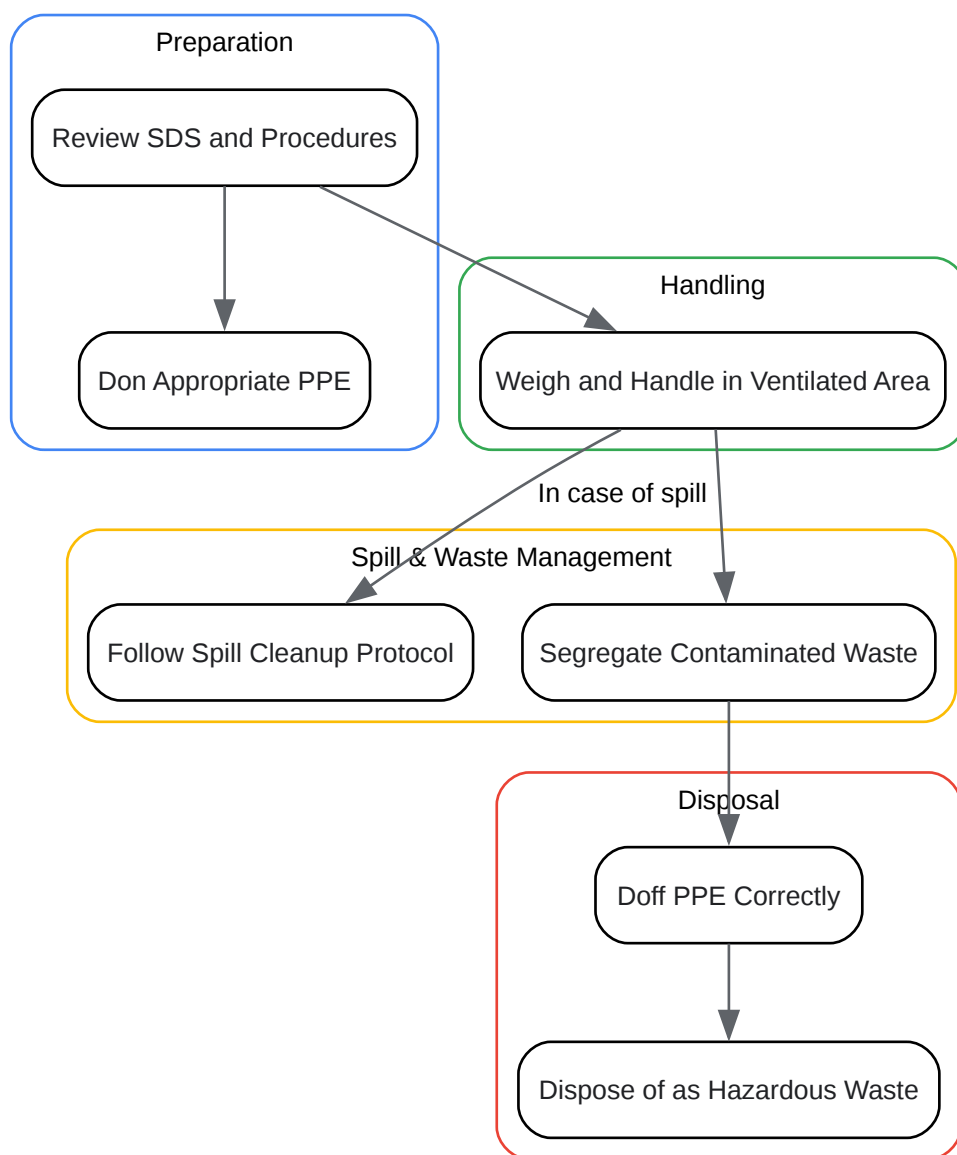 Preparation
Review SDS and Procedures
Handling
Don Appropriate PPE
Weigh and Handle in Ventilated Area
In case of spill
Spill & Waste Management
Follow Spill Cleanup Protocol
Segregate Contaminated Waste
Disposal
Doff PPE Correctly
Dispose of as Hazardous Waste